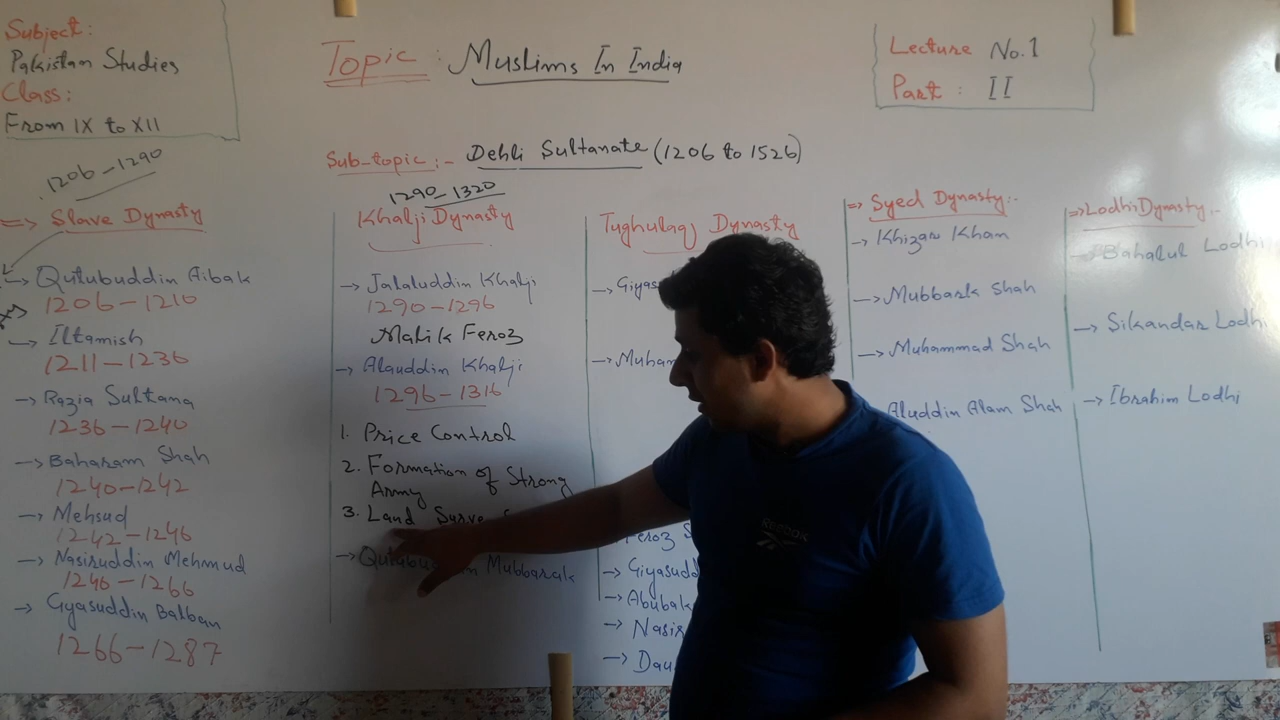 Subject:
Pakistan Studies
Class:
From IX to XII
Topic : Muslims In India
Lecture No.1
Part : II
Sub-topic:- Dehli Sultanate (1206 to 1526)
1206-1290
=> Slave Dynasty
-> Qutubuddin Aibak
1206-1210
-> Iltamish
1211-1236
-> Razia Sultana
1236-1240
-> Baharam Shah
1240-1242
-> Mehsud
1242-1246
-> Nasiruddin Mehmud
1246-1266
-> Gyasuddin Balban
1266-1287
1290-1320
Khalji Dynasty
-> Jalaluddin Khalji
1290-1296
Malik Feroz
-> Alauddin Khalji
1296-1316
1. Price Control
2. Formation of Strong
Army
3. Land
-> Mubbarak
Tughulaq Dynasty
->
->
Feroz
->
->
->
->
=> Syed Dynasty:-
-> Khizar Khan
-> Mubbark Shah
-> Muhammad Shah
Aluddin Alam Shah
=> Lodhi Dynasty:-
Bahalul Lodhi
-> Sikandar Lodhi
-> Ibrahim Lodhi
Reebok